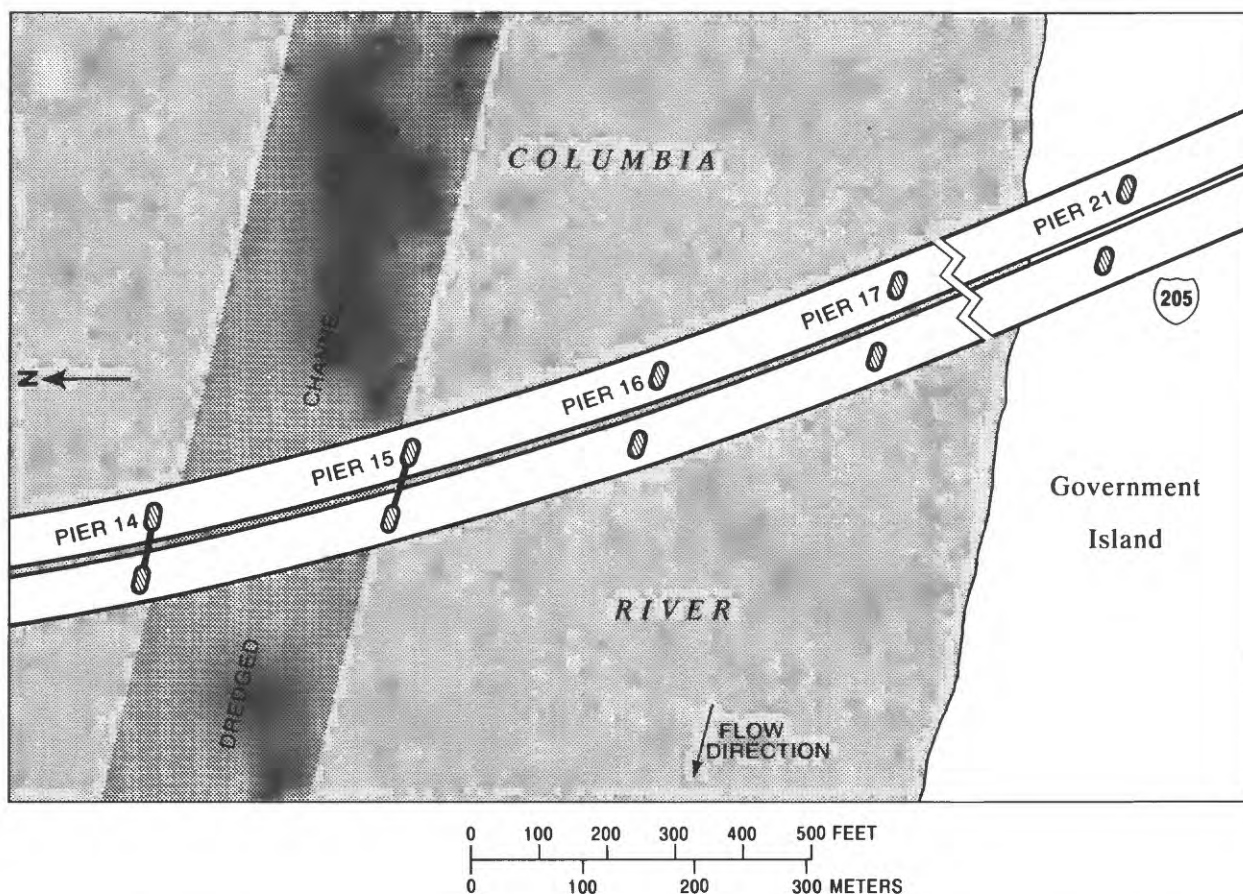 COLUMBIA
PIER 21
PIER 17
205
CHANNEL
N
PIER 16
PIER 15
PIER 14
Government
Island
RIVER
DREDGED
FLOW
DIRECTION
0 100 200 300 400 500 FEET
0 100 200 300 METERS